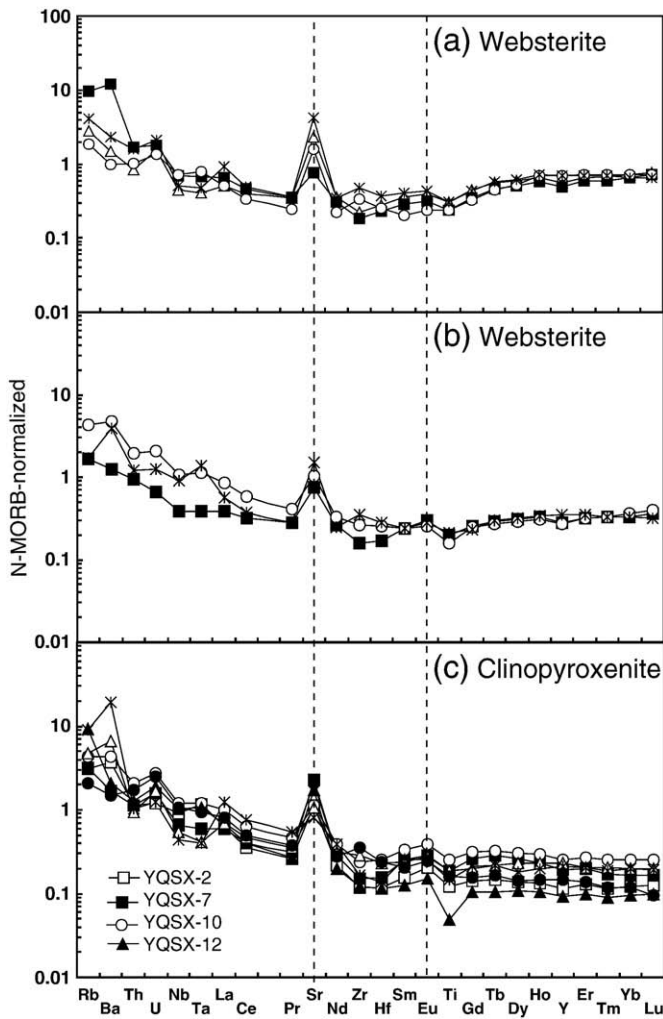 100
(a) Websterite
10
1
0.1
0.01
(b) Websterite
10
1
0.1
0.01
(c) Clinopyroxenite
10
1
0.1
0.01
N-MORB-normalized
YQSX-2
YQSX-7
YQSX-10
YQSX-12
Rb Th Nb La Pr Sr Zr Sm Ti Tb Ho Er Yb
Ba U Ta Ce Nd Hf Eu Gd Dy Y Tm Lu